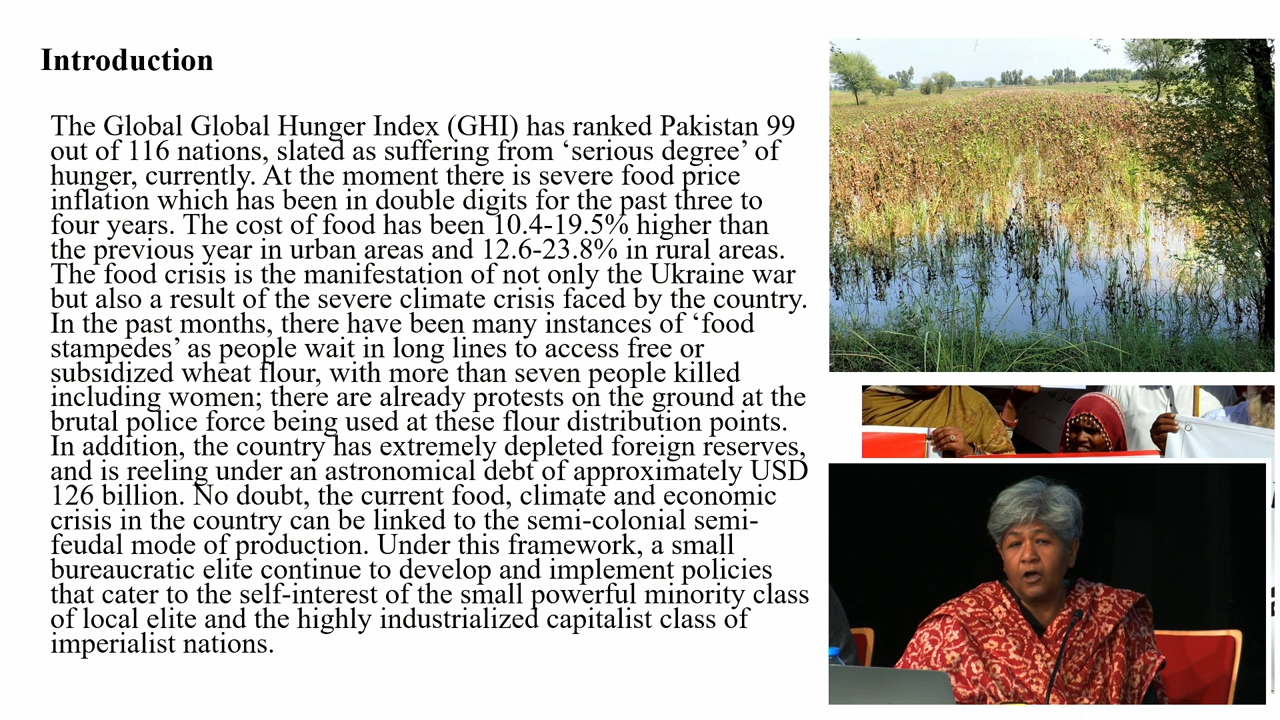 Introduction
The Global Global Hunger Index (GHI) has ranked Pakistan 99
out of 116 nations, slated as suffering from ‘serious degree’ of
hunger, currently. At the moment there is severe food price
inflation which has been in double digits for the past three to
four years. The cost of food has been 10.4-19.5% higher than
the previous year in urban areas and 12.6-23.8% in rural areas.
The food crisis is the manifestation of not only the Ukraine war
but also a result of the severe climate crisis faced by the country.
In the past months, there have been many instances of ‘food
stampedes’ as people wait in long lines to access free or
subsidized wheat flour, with more than seven people killed
including women; there are already protests on the ground at the
brutal police force being used at these flour distribution points.
In addition, the country has extremely depleted foreign reserves,
and is reeling under an astronomical debt of approximately USD
126 billion. No doubt, the current food, climate and economic
crisis in the country can be linked to the semi-colonial semi-
feudal mode of production. Under this framework, a small
bureaucratic elite continue to develop and implement policies
that cater to the self-interest of the small powerful minority class
of local elite and the highly industrialized capitalist class of
imperialist nations.